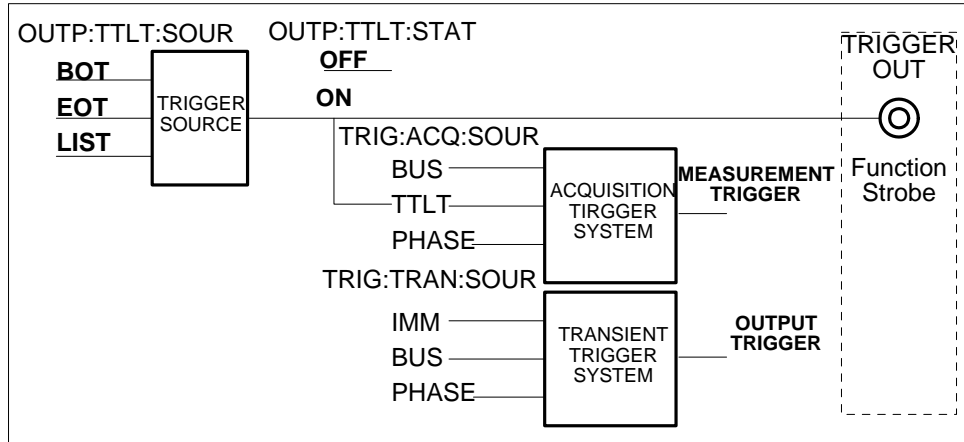 OUTP:TTLT:SOUR
BOT
EOT
LIST
TRIGGER
SOURCE
OUTP:TTLT:STAT
OFF
ON
TRIG:ACQ:SOUR
BUS
TTLT
PHASE
ACQUISITION
TIRGGER
SYSTEM
MEASUREMENT
TRIGGER
TRIG:TRAN:SOUR
IMM
BUS
PHASE
TRANSIENT
TRIGGER
SYSTEM
OUTPUT
TRIGGER
TRIGGER
OUT
Function
Strobe